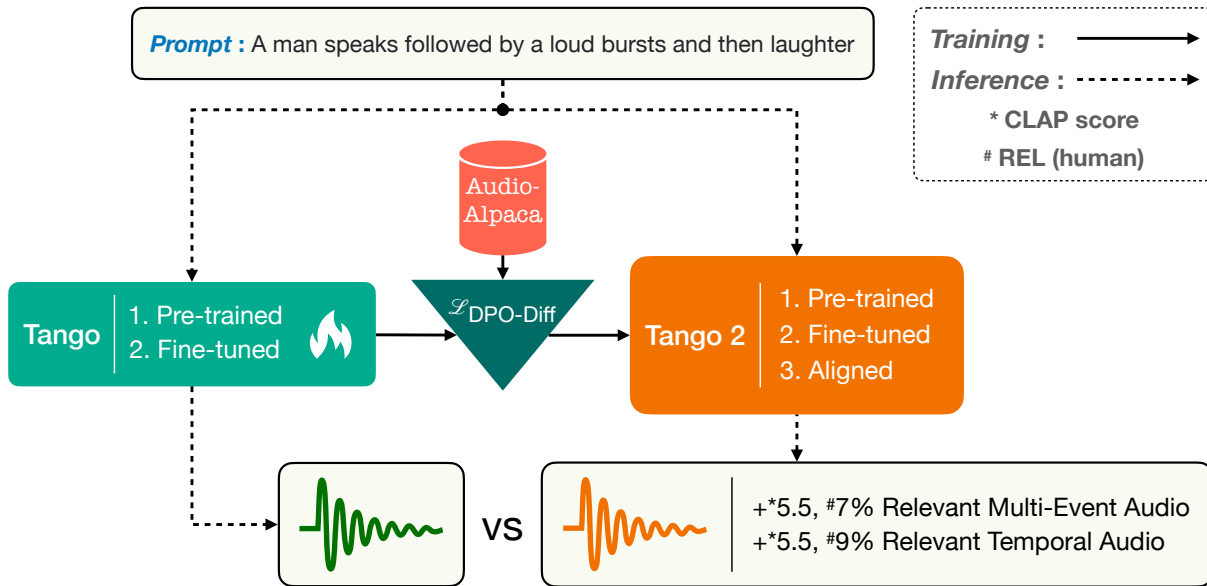 Prompt : A man speaks followed by a loud bursts and then laughter
Training :
Inference :
* CLAP score
# REL (human)
Audio-
Alpaca
Tango
1. Pre-trained
2. Fine-tuned
ℒDPO-Diff
Tango 2
1. Pre-trained
2. Fine-tuned
3. Aligned
vs
+*5.5, #7% Relevant Multi-Event Audio
+*5.5, #9% Relevant Temporal Audio